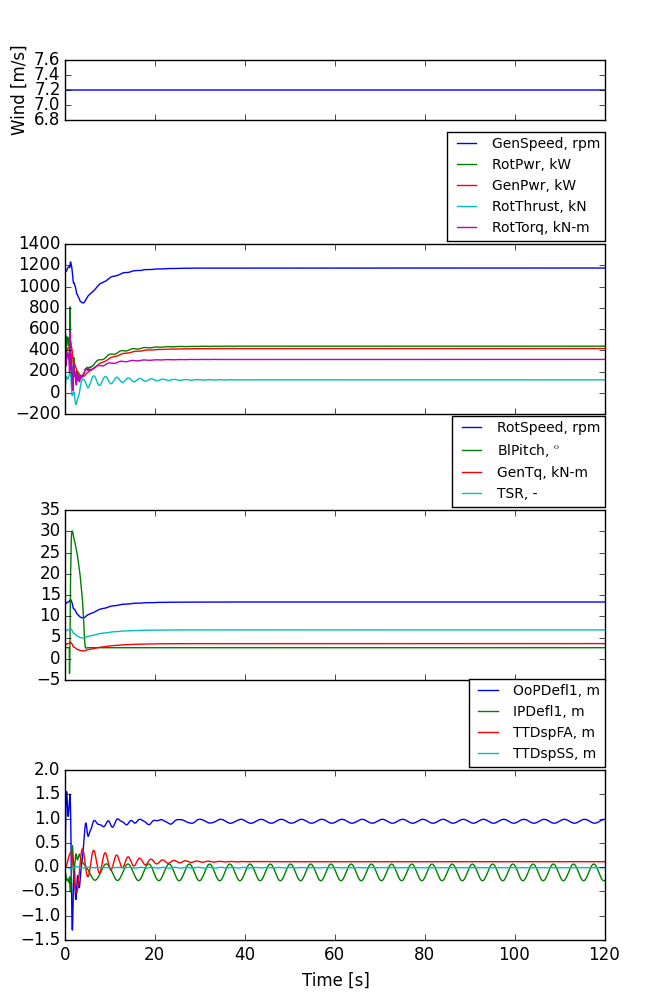 Wind [m/s]
7.6
7.4
7.2
7.0
6.8
GenSpeed, rpm
RotPwr, kW
GenPwr, kW
RotThrust, kN
RotTorq, kN-m
1400
1200
1000
800
600
400
200
0
−200
RotSpeed, rpm
BlPitch, °
GenTq, kN-m
TSR, -
35
30
25
20
15
10
5
0
−5
OoPDefl1, m
IPDefl1, m
TTDspFA, m
TTDspSS, m
2.0
1.5
1.0
0.5
0.0
−0.5
−1.0
−1.5
0 20 40 60 80 100 120
Time [s]